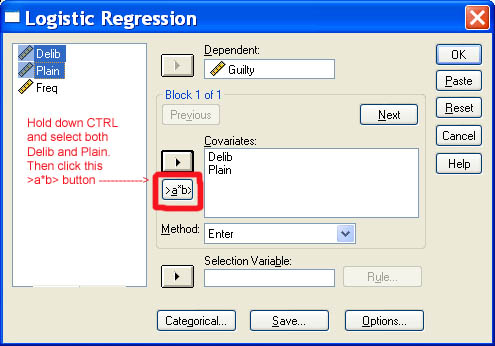 Logistic Regression
Delib
Plain
Freq
Hold down CTRL
and select both
Delib and Plain.
Then click this
>a*b> button ----------->
Dependent:
Guilty
Block 1 of 1
Previous
Next
Covariates:
Delib
Plain
>a*b>
Method:
Enter
Selection Variable:
Rule...
Categorical...
Save...
Options...
OK
Paste
Reset
Cancel
Help